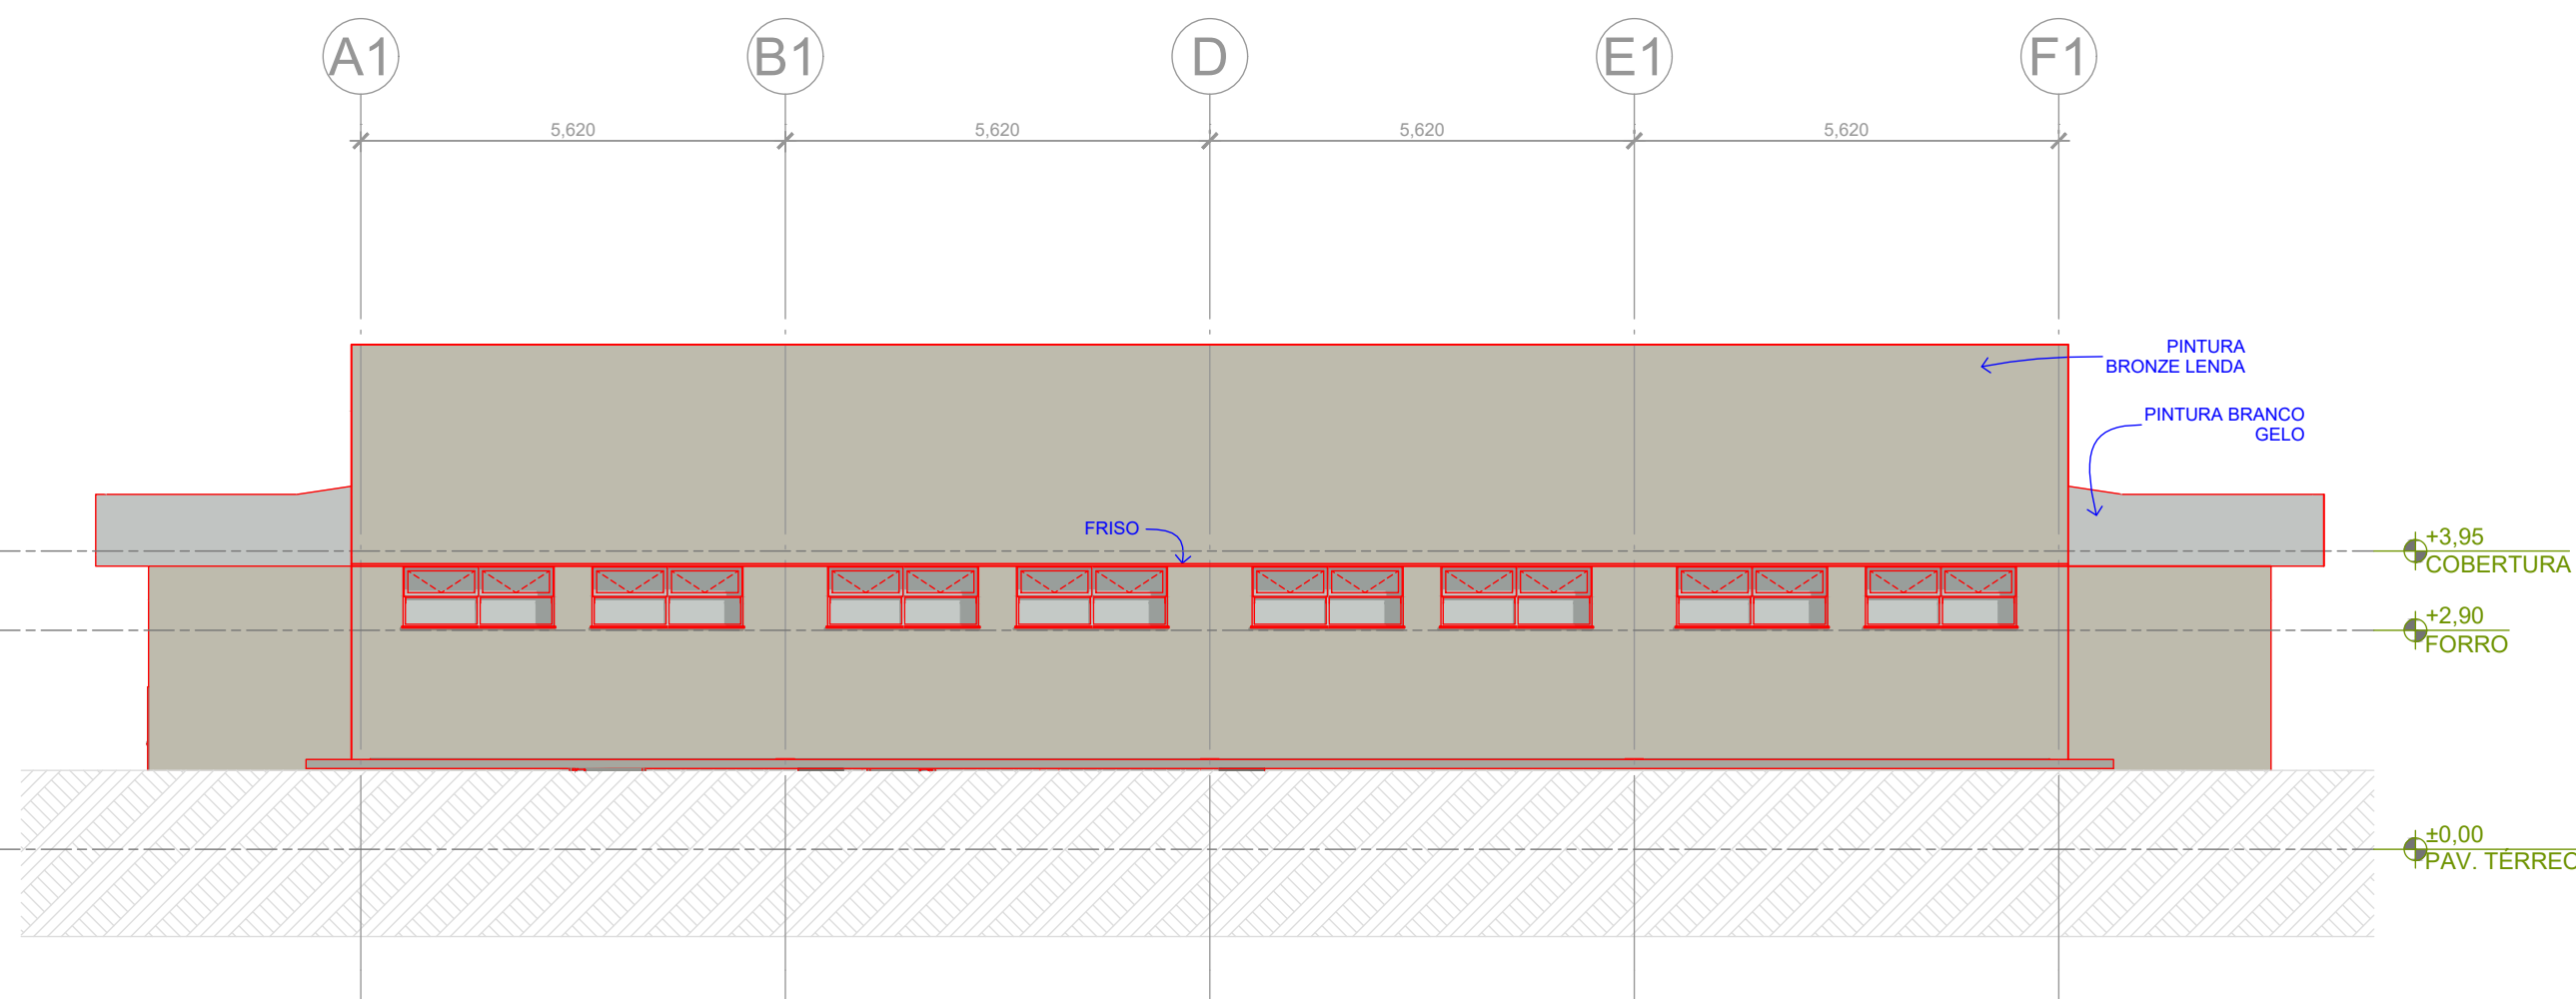 A1 B1 D E1 F1
5,620 5,620 5,620 5,620
PINTURA
BRONZE LENDA
PINTURA BRANCO
GELO
FRISO
+3,95
COBERTURA
+2,90
FORRO
±0,00
PAV. TÉRREO